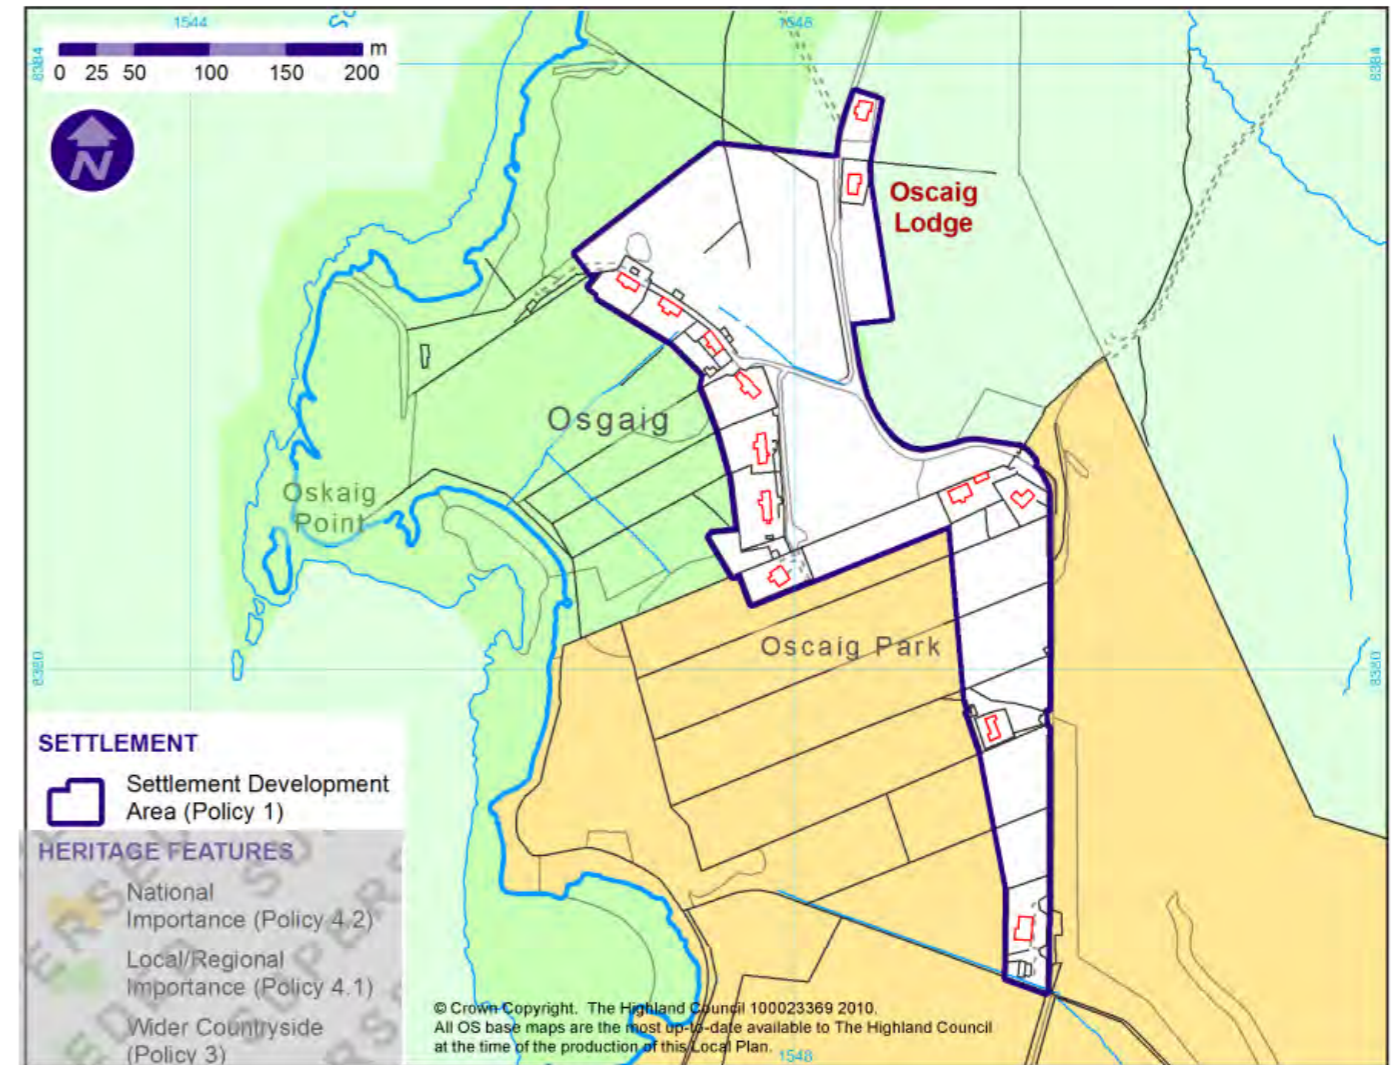 1544
1546
8384
8384
m
0 25 50 100 150 200
N
Oscaig
Lodge
Osgaig
Oskaig
Point
Oscaig Park
8380
8380
SETTLEMENT
Settlement Development
Area (Policy 1)
HERITAGE FEATURES
National
Importance (Policy 4.2)
Local/Regional
Importance (Policy 4.1)
Wider Countryside
(Policy 3)
© Crown Copyright. The Highland Council 100023369 2010.
All OS base maps are the most up-to-date available to The Highland Council
at the time of the production of this Local Plan.
1548